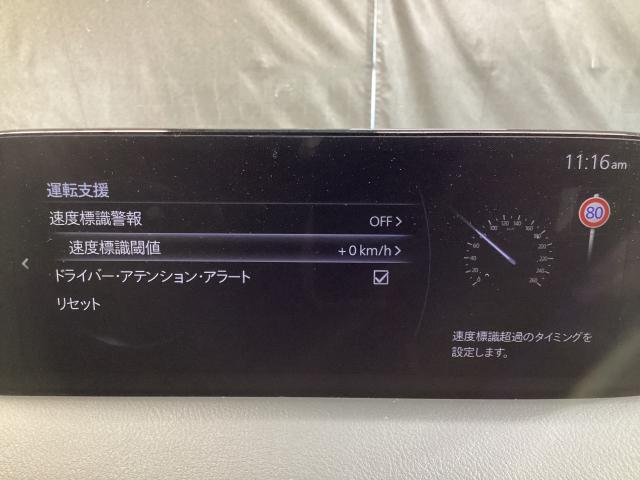 11:16am
運転支援
速度標識警報 OFF
速度標識閾値 +0 km/h
ドライバー・アテンション・アラート
リセット
80
速度標識超過のタイミングを
設定します。